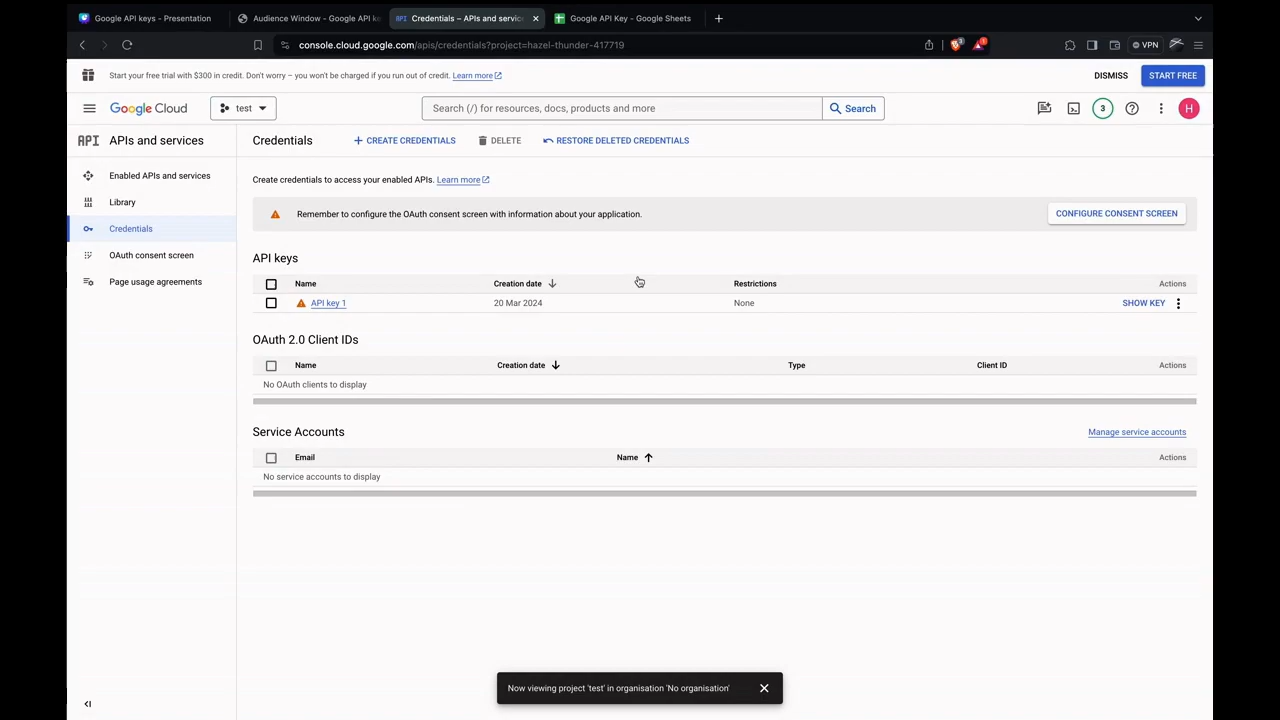 Google API keys - Presentation
Audience Window - Google API ke
Credentials – APIs and service
Google API Key - Google Sheets
console.cloud.google.com/apis/credentials?project=hazel-thunder-417719
VPN
Start your free trial with $300 in credit. Don't worry – you won't be charged if you run out of credit. Learn more
DISMISS
START FREE
Google Cloud
test
Search (/) for resources, docs, products and more
Search
3
H
API APIs and services
Credentials
CREATE CREDENTIALS
DELETE
RESTORE DELETED CREDENTIALS
Enabled APIs and services
Library
Credentials
OAuth consent screen
Page usage agreements
Create credentials to access your enabled APIs. Learn more
Remember to configure the OAuth consent screen with information about your application.
CONFIGURE CONSENT SCREEN
API keys
Name Creation date Restrictions Actions
API key 1 20 Mar 2024 None SHOW KEY
OAuth 2.0 Client IDs
Name Creation date Type Client ID Actions
No OAuth clients to display
Service Accounts
Manage service accounts
Email Name Actions
No service accounts to display
Now viewing project 'test' in organisation 'No organisation'